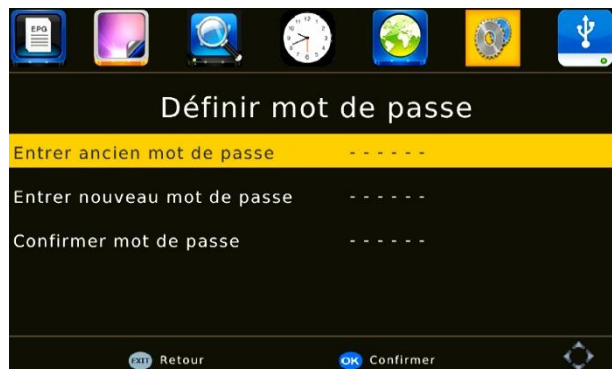 EPG
Définir mot de passe
Entrer ancien mot de passe - - - - - -
Entrer nouveau mot de passe - - - - - -
Confirmer mot de passe - - - - - -
EXIT Retour OK Confirmer